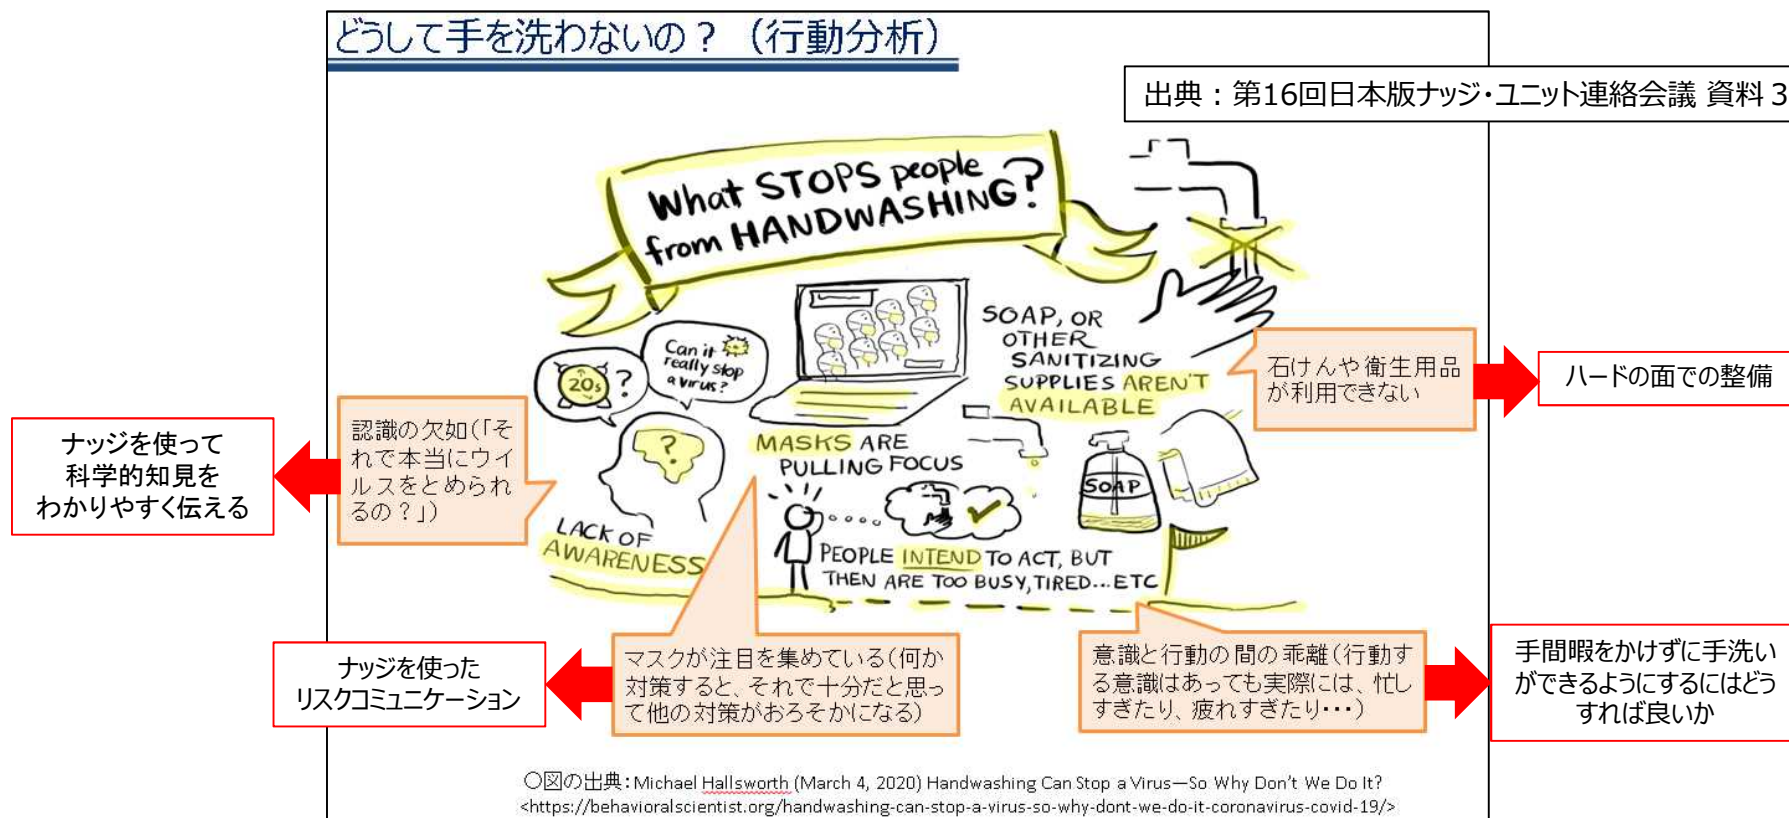 どうして手を洗わないの？（行動分析）
出典：第16回日本版ナッジ・ユニット連絡会議 資料３
What STOPS people
from HANDWASHING?
20s
?
Can it
really stop
a virus?
?
LACK OF
AWARENESS
MASKS ARE
PULLING FOCUS
SOAP, OR
OTHER
SANITIZING
SUPPLIES AREN'T
AVAILABLE
SOAP
PEOPLE INTEND TO ACT, BUT
THEN ARE TOO BUSY, TIRED...ETC
石けんや衛生用品
が利用できない
ハードの面での整備
認識の欠如(「そ
れで本当にウイ
ルスをとめられ
るの？」)
ナッジを使って
科学的知見を
わかりやすく伝える
マスクが注目を集めている(何か
対策すると、それで十分だと思っ
て他の対策がおろそかになる)
ナッジを使った
リスクコミュニケーション
意識と行動の間の乖離(行動す
る意識はあっても実際には、忙し
すぎたり、疲れすぎたり・・・)
手間暇をかけずに手洗い
ができるようにするにはどう
すれば良いか
○図の出典：Michael Hallsworth (March 4, 2020) Handwashing Can Stop a Virus—So Why Don't We Do It?
<https://behavioralscientist.org/handwashing-can-stop-a-virus-so-why-dont-we-do-it-coronavirus-covid-19/>